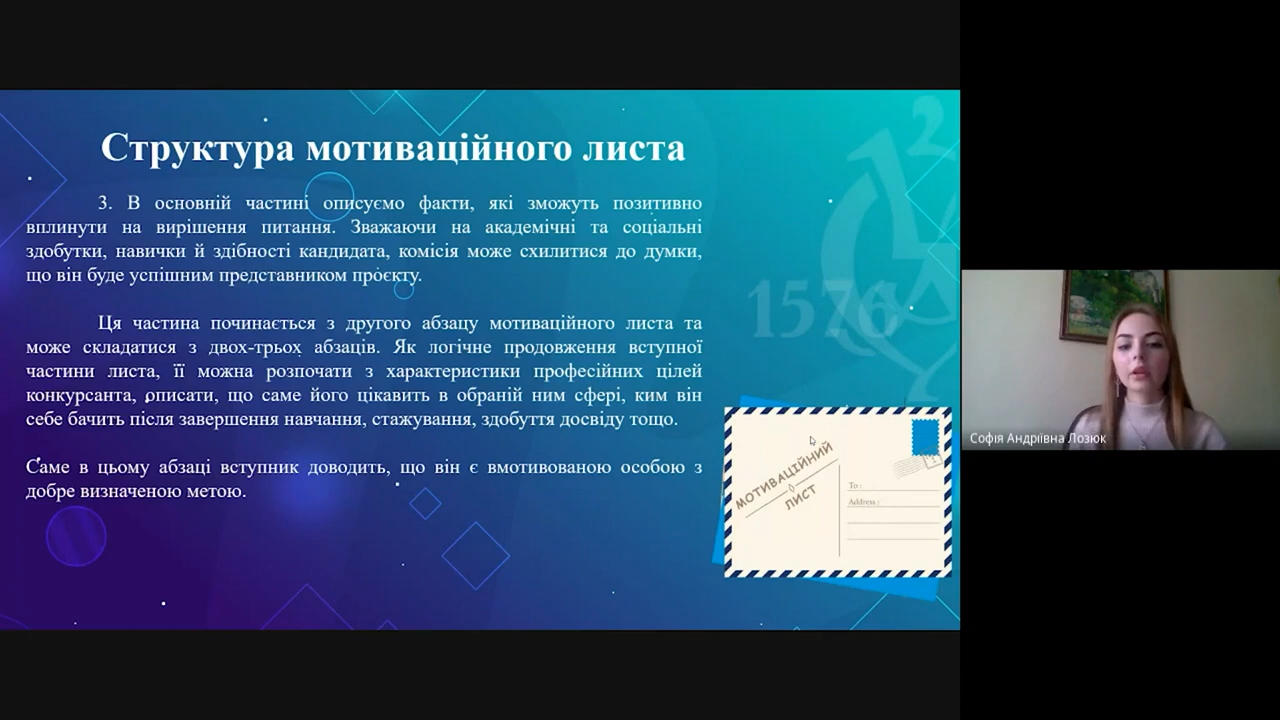 Структура мотиваційного листа
3. В основній частині описуємо факти, які зможуть позитивно
вплинути на вирішення питання. Зважаючи на академічні та соціальні
здобутки, навички й здібності кандидата, комісія може схилитися до думки,
що він буде успішним представником проєкту.
Ця частина починається з другого абзацу мотиваційного листа та
може складатися з двох-трьох абзаців. Як логічне продовження вступної
частини листа, її можна розпочати з характеристики професійних цілей
конкурсанта, описати, що саме його цікавить в обраній ним сфері, ким він
себе бачить після завершення навчання, стажування, здобуття досвіду тощо.
Саме в цьому абзаці вступник доводить, що він є вмотивованою особою з
добре визначеною метою.
1576
МОТИВАЦІЙНИЙ
ЛИСТ
To :
Address :
Софія Андріївна Лозюк